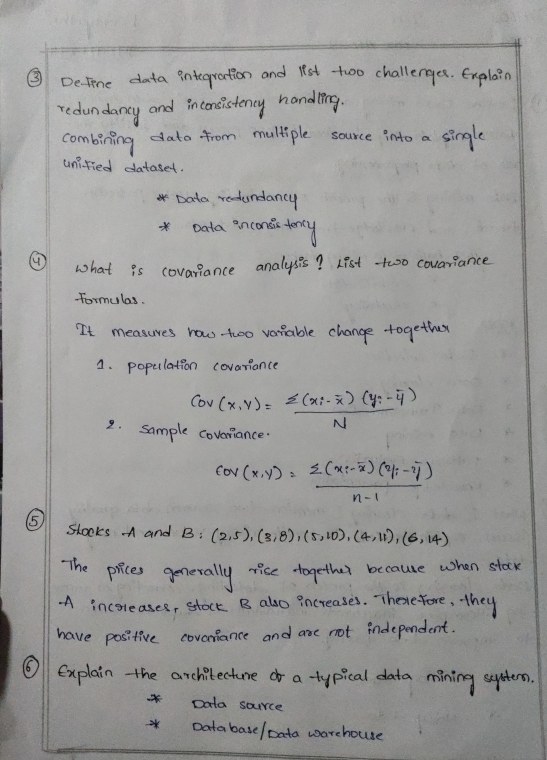 ③ Define data integration and list two challenges. Explain
redundancy and inconsistency handling.
Combining data from multiple source into a single
unified dataset.
* Data redundancy
* Data inconsistency
④ what is covariance analysis? List two covariance
formulas.
It measures how two variable change together
1. population covariance
Cov (x,y) = Σ(xi-x̄) (yi-ȳ)
N
2. Sample Covariance.
Cov (x,y) = Σ(xi-x̄) (yi-ȳ)
n-1
⑤ Stocks A and B: (2,5), (3,8), (5,10), (4,11), (6,14)
The prices generally rise together because when stock
A increases, stock B also increases. Therefore, they
have positive covariance and are not independent.
⑥ Explain the architecture of a typical data mining system.
* Data source
* Database/Data warehouse